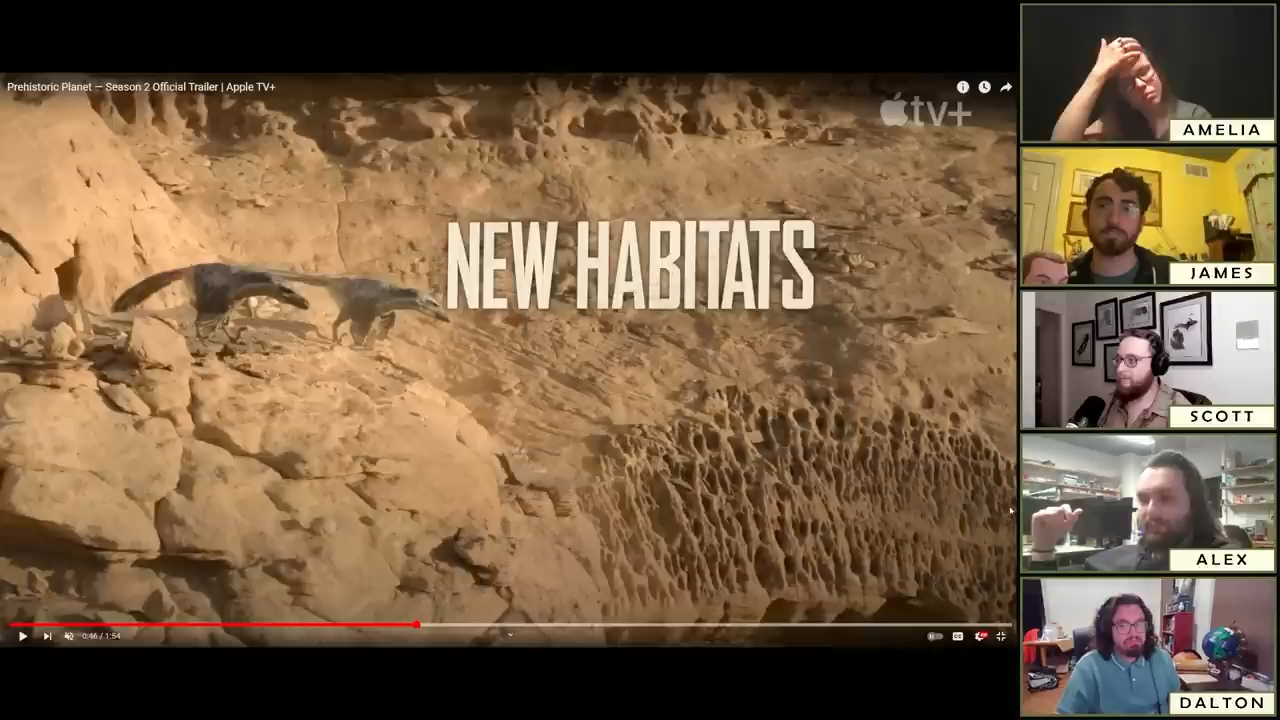 Prehistoric Planet — Season 2 Official Trailer | Apple TV+
tv+
NEW HABITATS
0:46 / 1:54
AMELIA
JAMES
SCOTT
ALEX
DALTON